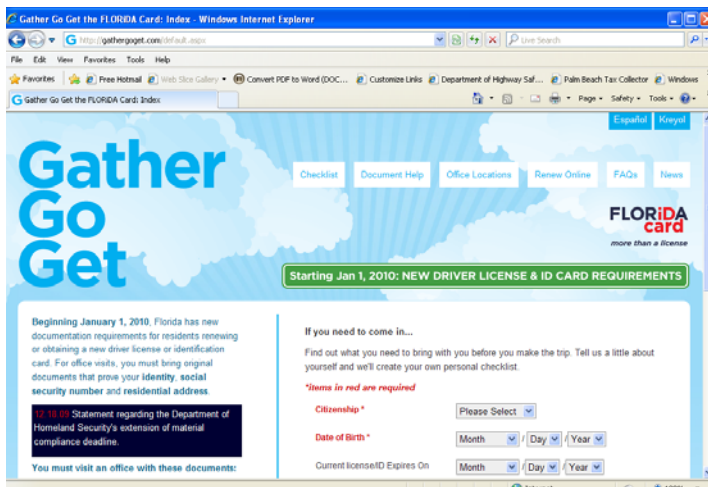 Gather Go Get the FLORiDA Card: Index - Windows Internet Explorer
http://gathergoget.com/default.aspx
Live Search
File Edit View Favorites Tools Help
Favorites Free Hotmail Web Slice Gallery Convert PDF to Word (DOC... Customize Links Department of Highway Saf... Palm Beach Tax Collector Windows
Gather Go Get the FLORiDA Card: Index
Page Safety Tools
Español Kreyol
Gather
Go
Get
Checklist Document Help Office Locations Renew Online FAQs News
FLORiDA
card
more than a license
Starting Jan 1, 2010: NEW DRIVER LICENSE & ID CARD REQUIREMENTS
Beginning January 1, 2010, Florida has new
documentation requirements for residents renewing
or obtaining a new driver license or identification
card. For office visits, you must bring original
documents that prove your identity, social
security number and residential address.
12.18.09 Statement regarding the Department of
Homeland Security's extension of material
compliance deadline.
You must visit an office with these documents:
If you need to come in...
Find out what you need to bring with you before you make the trip. Tell us a little about
yourself and we'll create your own
personal checklist.
*items in red are required
Citizenship * Please Select
Date of Birth * Month / Day / Year
Current license/ID Expires On Month / Day / Year